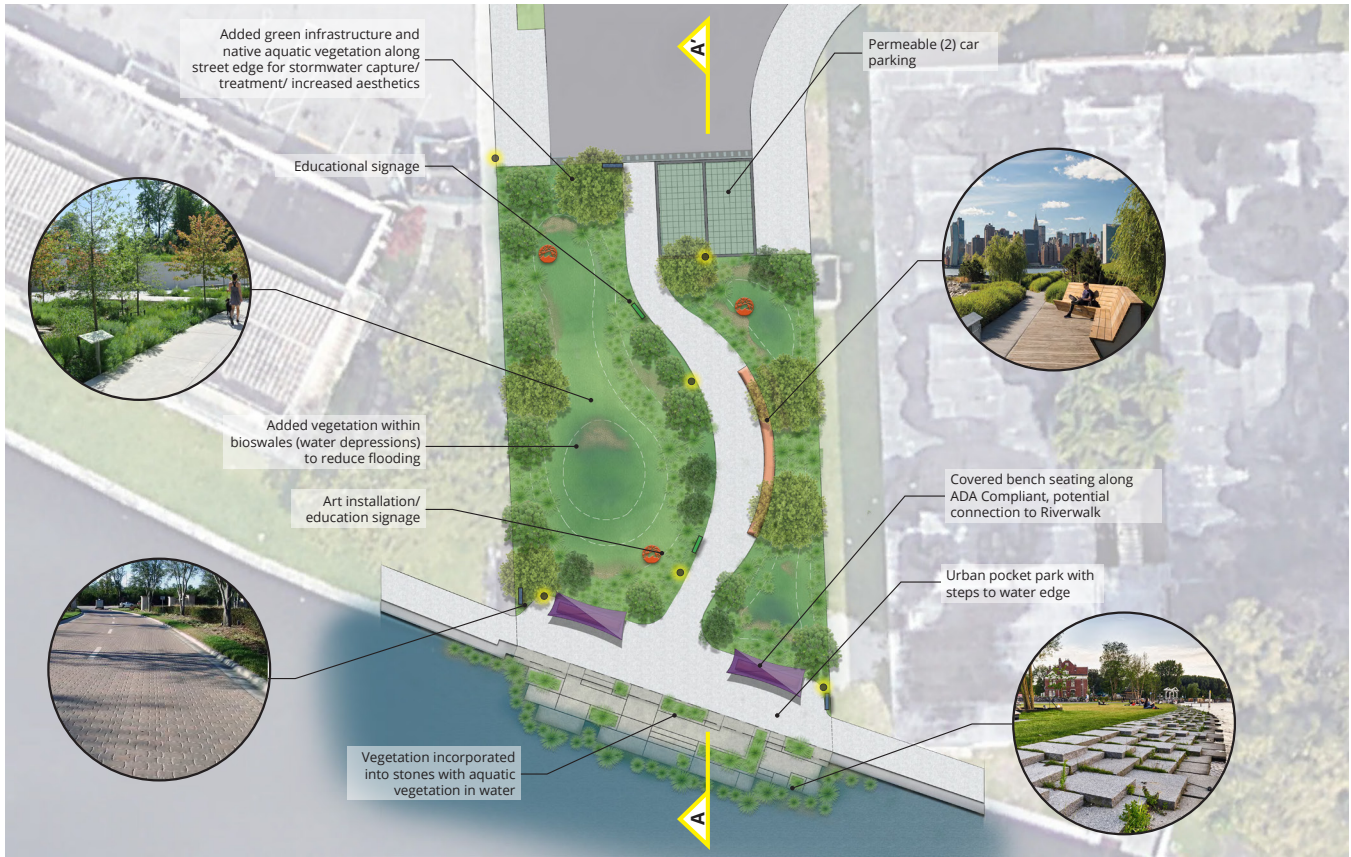 Added green infrastructure and
native aquatic vegetation along
street edge for stormwater capture/
treatment/ increased aesthetics
A'
Permeable (2) car
parking
Educational signage
Added vegetation within
bioswales (water depressions)
to reduce flooding
Art installation/
education signage
Covered bench seating along
ADA Compliant, potential
connection to Riverwalk
Urban pocket park with
steps to water edge
Vegetation incorporated
into stones with aquatic
vegetation in water
A